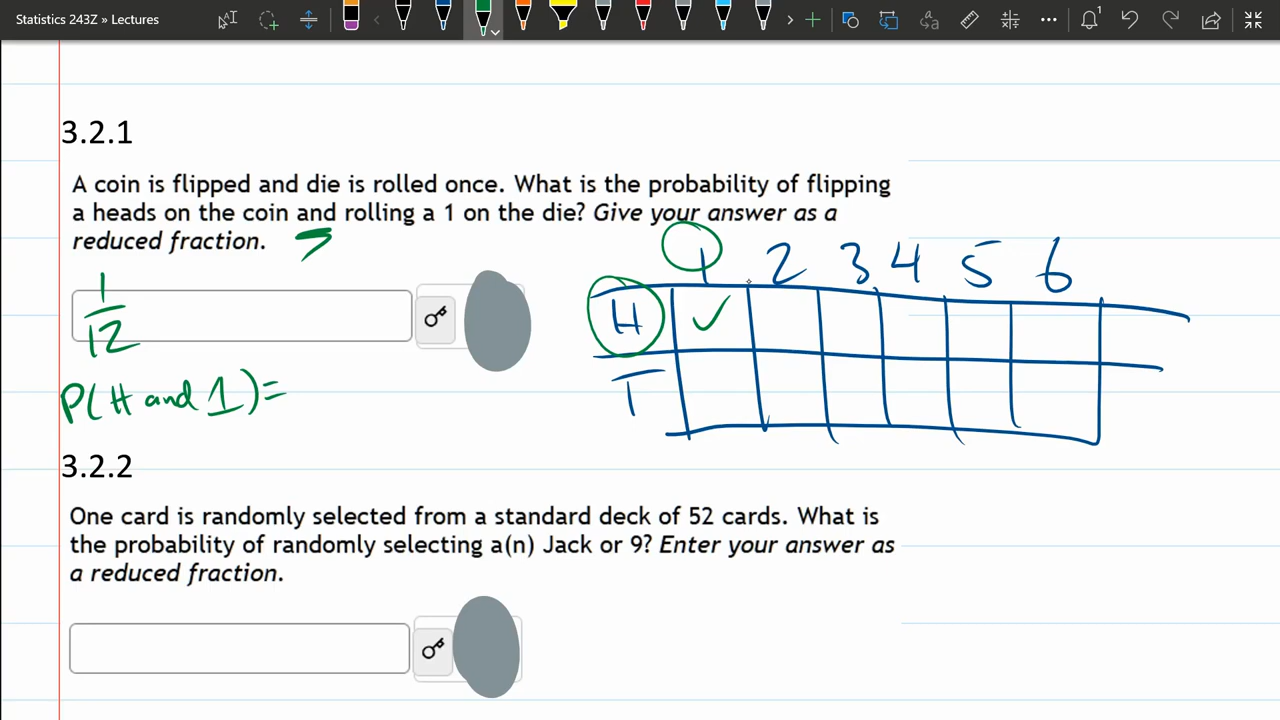 Statistics 243Z » Lectures
3.2.1
A coin is flipped and die is rolled once. What is the probability of flipping
a heads on the coin and rolling a 1 on the die? Give your answer as a
reduced fraction.
1 2 3 4 5 6
H
T
1
12
P(H and 1)=
3.2.2
One card is randomly selected from a standard deck of 52 cards. What is
the probability of randomly selecting a(n) Jack or 9? Enter your answer as
a reduced fraction.